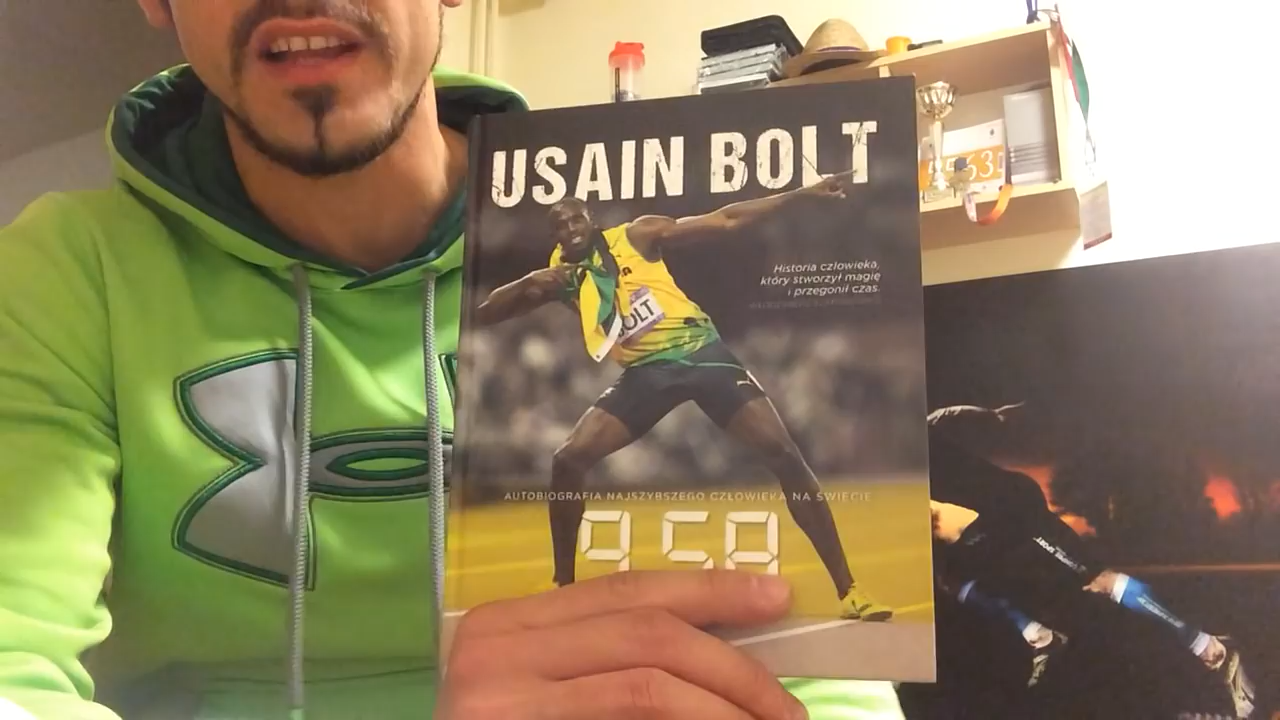 USAIN BOLT
Historia człowieka,
który stworzył magię
i przegonił czas.
BOLT
AUTOBIOGRAFIA NAJSZYBSZEGO CZŁOWIEKA NA ŚWIECIE
9 58